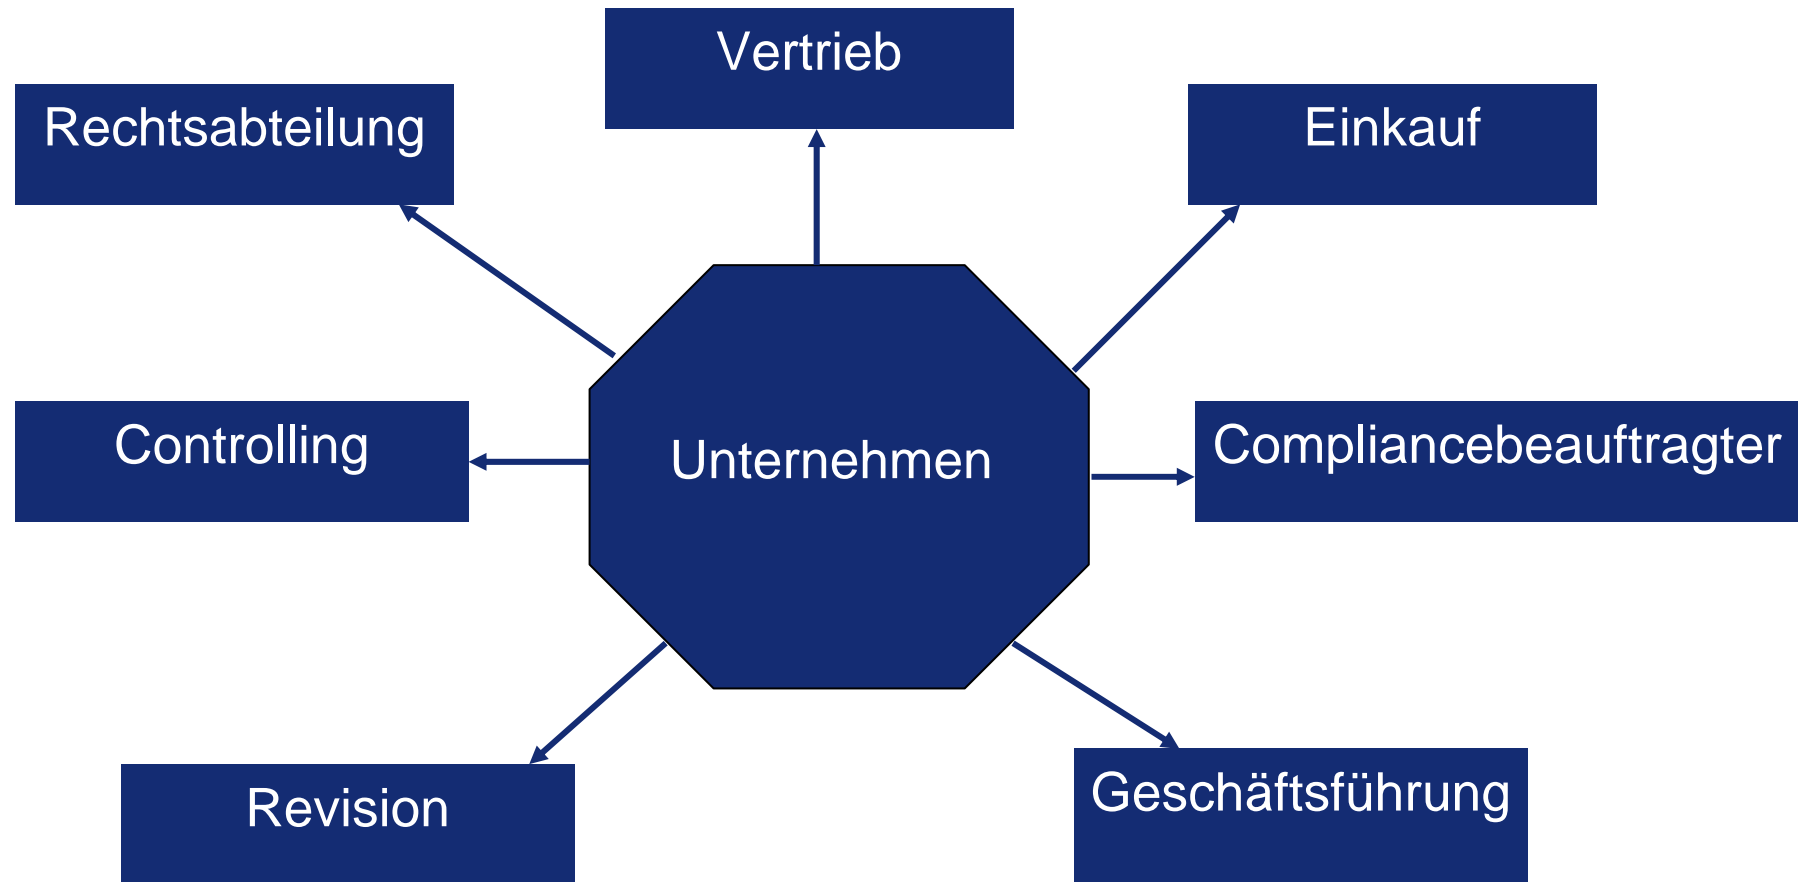 Vertrieb
Rechtsabteilung
Einkauf
Controlling
Unternehmen
Compliancebeauftragter
Revision
Geschäftsführung